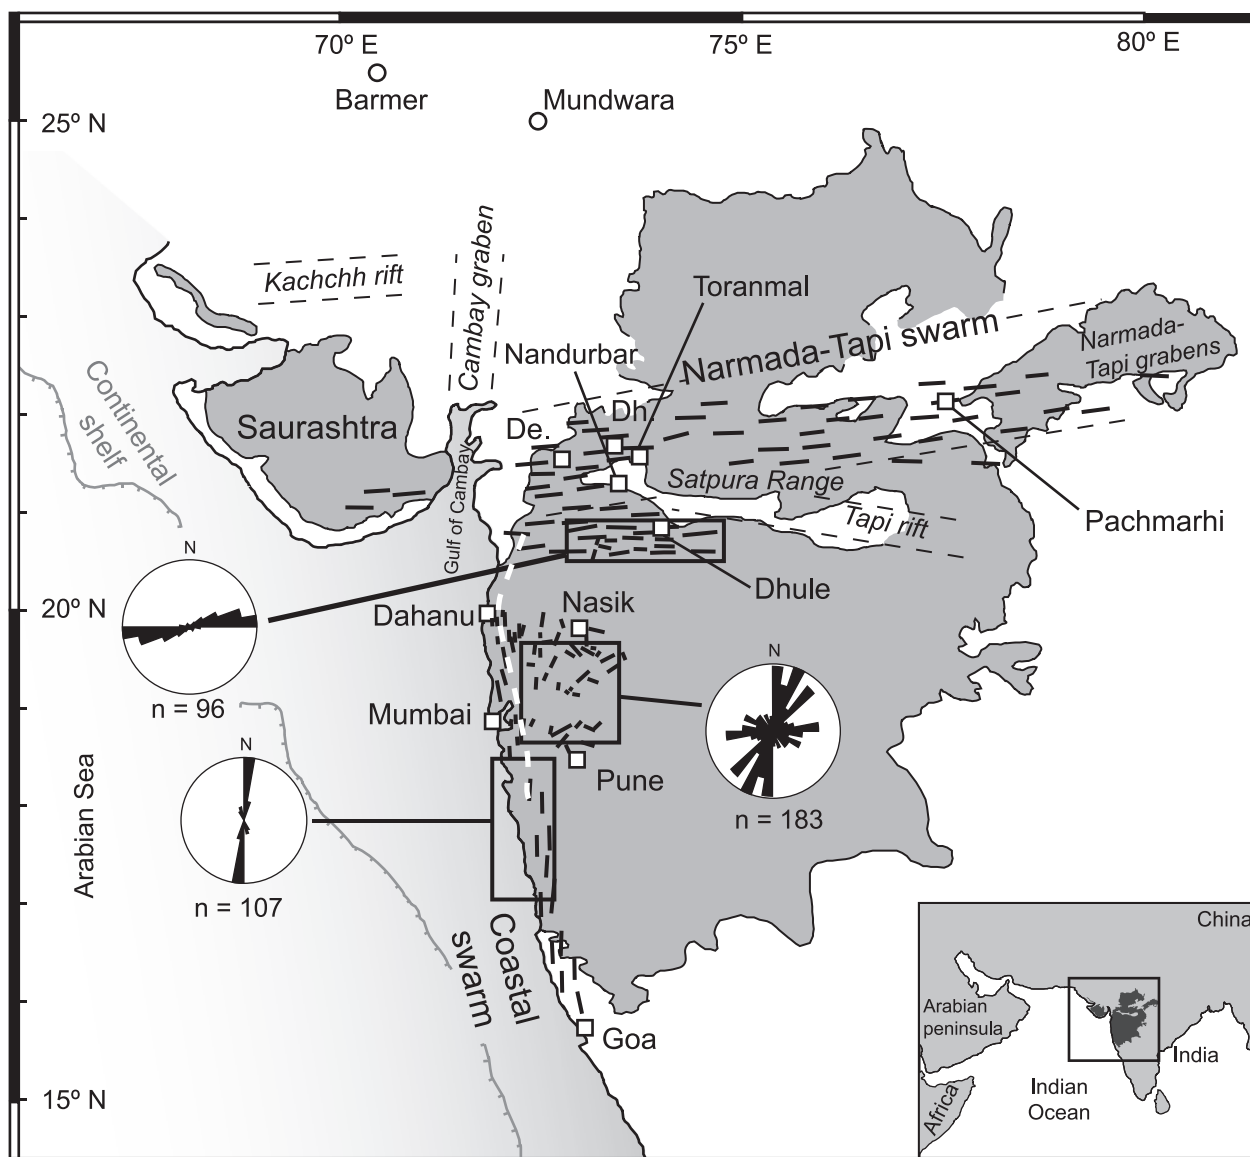 70º E
75º E
80º E
Barmer
Mundwara
25º N
Kachchh rift
Cambay graben
Toranmal
Nandurbar
Narmada-Tapi swarm
Narmada-
Tapi grabens
Continental
shelf
Saurashtra
De.
Dh.
Gulf of Cambay
Satpura Range
Tapi rift
Pachmarhi
N
Dhule
20º N
Dahanu
Nasik
n = 96
Mumbai
N
N
Pune
n = 183
Arabian Sea
n = 107
Coastal
swarm
Goa
15º N
China
Arabian
peninsula
India
Indian
Ocean
Africa